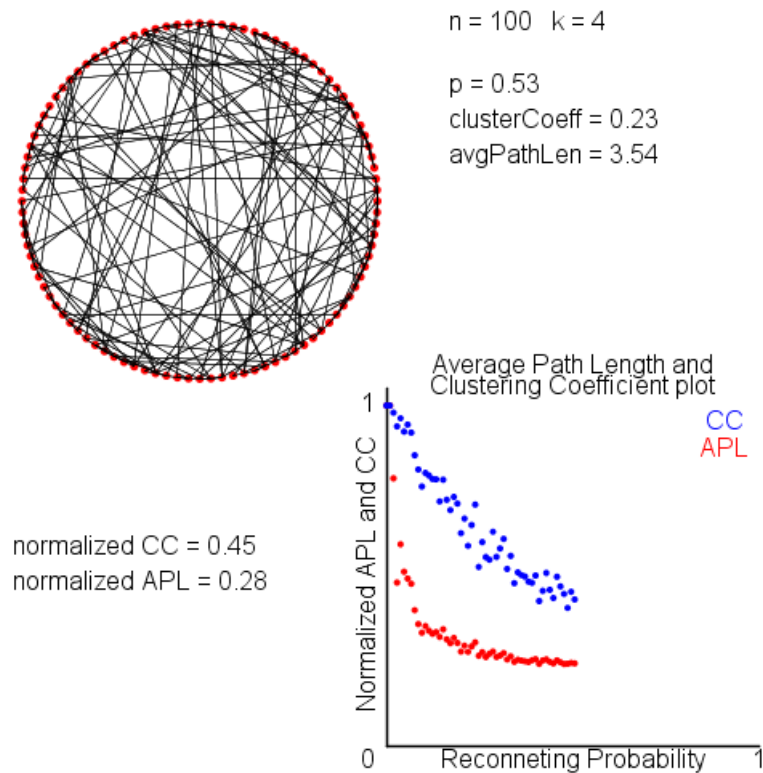 n = 100 k = 4
p = 0.53
clusterCoeff = 0.23
avgPathLen = 3.54
Average Path Length and
Clustering Coefficient plot
1
CC
APL
Normalized APL and CC
normalized CC = 0.45
normalized APL = 0.28
0
Reconneting Probability
1